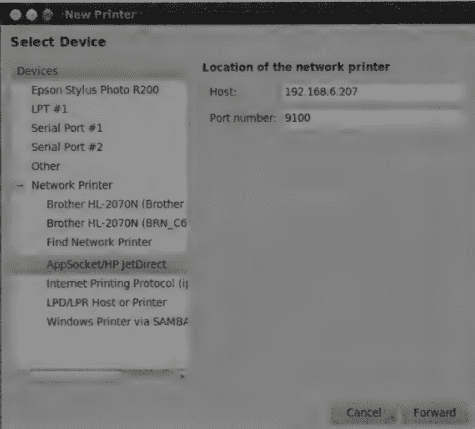 New Printer
Select Device
Devices
Epson Stylus Photo R200
LPT #1
Serial Port #1
Serial Port #2
Other
Network Printer
Brother HL-2070N (Brother
Brother HL-2070N (BRN_C6
Find Network Printer
AppSocket/HP JetDirect
Internet Printing Protocol (ip
LPD/LPR Host or Printer
Windows Printer via SAMBA
Location of the network printer
Host: 192.168.6.207
Port number: 9100
Cancel Forward